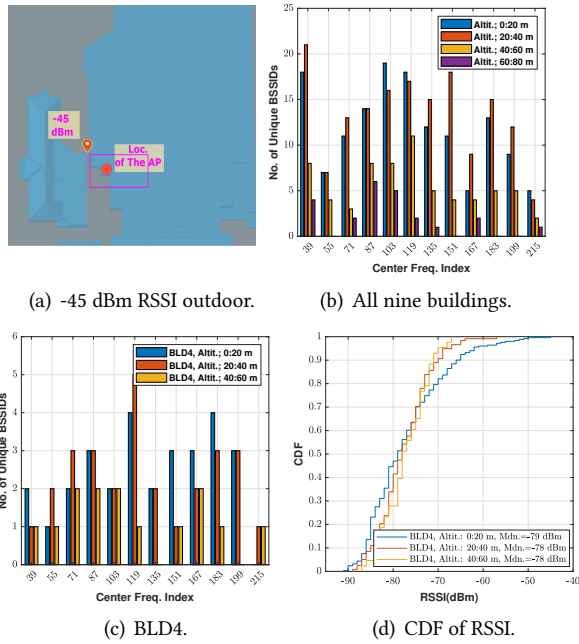 -45
dBm
Loc.
of The AP
(a) -45 dBm RSSI outdoor.
No. of Unique BSSIDs
25
20
15
10
5
0
Altit.; 0:20 m
Altit.; 20:40 m
Altit.; 40:60 m
Altit.; 60:80 m
39 55 71 87 103 119 135 151 167 183 199 215
Center Freq. Index
(b) All nine buildings.
No. of Unique BSSIDs
6
5
4
3
2
1
0
BLD4, Altit.; 0:20 m
BLD4, Altit.; 20:40 m
BLD4, Altit.; 40:60 m
39 55 71 87 103 119 135 151 167 183 199 215
Center Freq. Index
(c) BLD4.
CDF
1
0.9
0.8
0.7
0.6
0.5
0.4
0.3
0.2
0.1
0
BLD4, Altit.: 0:20 m, Mdn.=-79 dBm
BLD4, Altit.: 20:40 m, Mdn.=-78 dBm
BLD4, Altit.: 40:60 m, Mdn.=-78 dBm
-90 -80 -70 -60 -50 -40
RSSI(dBm)
(d) CDF of RSSI.